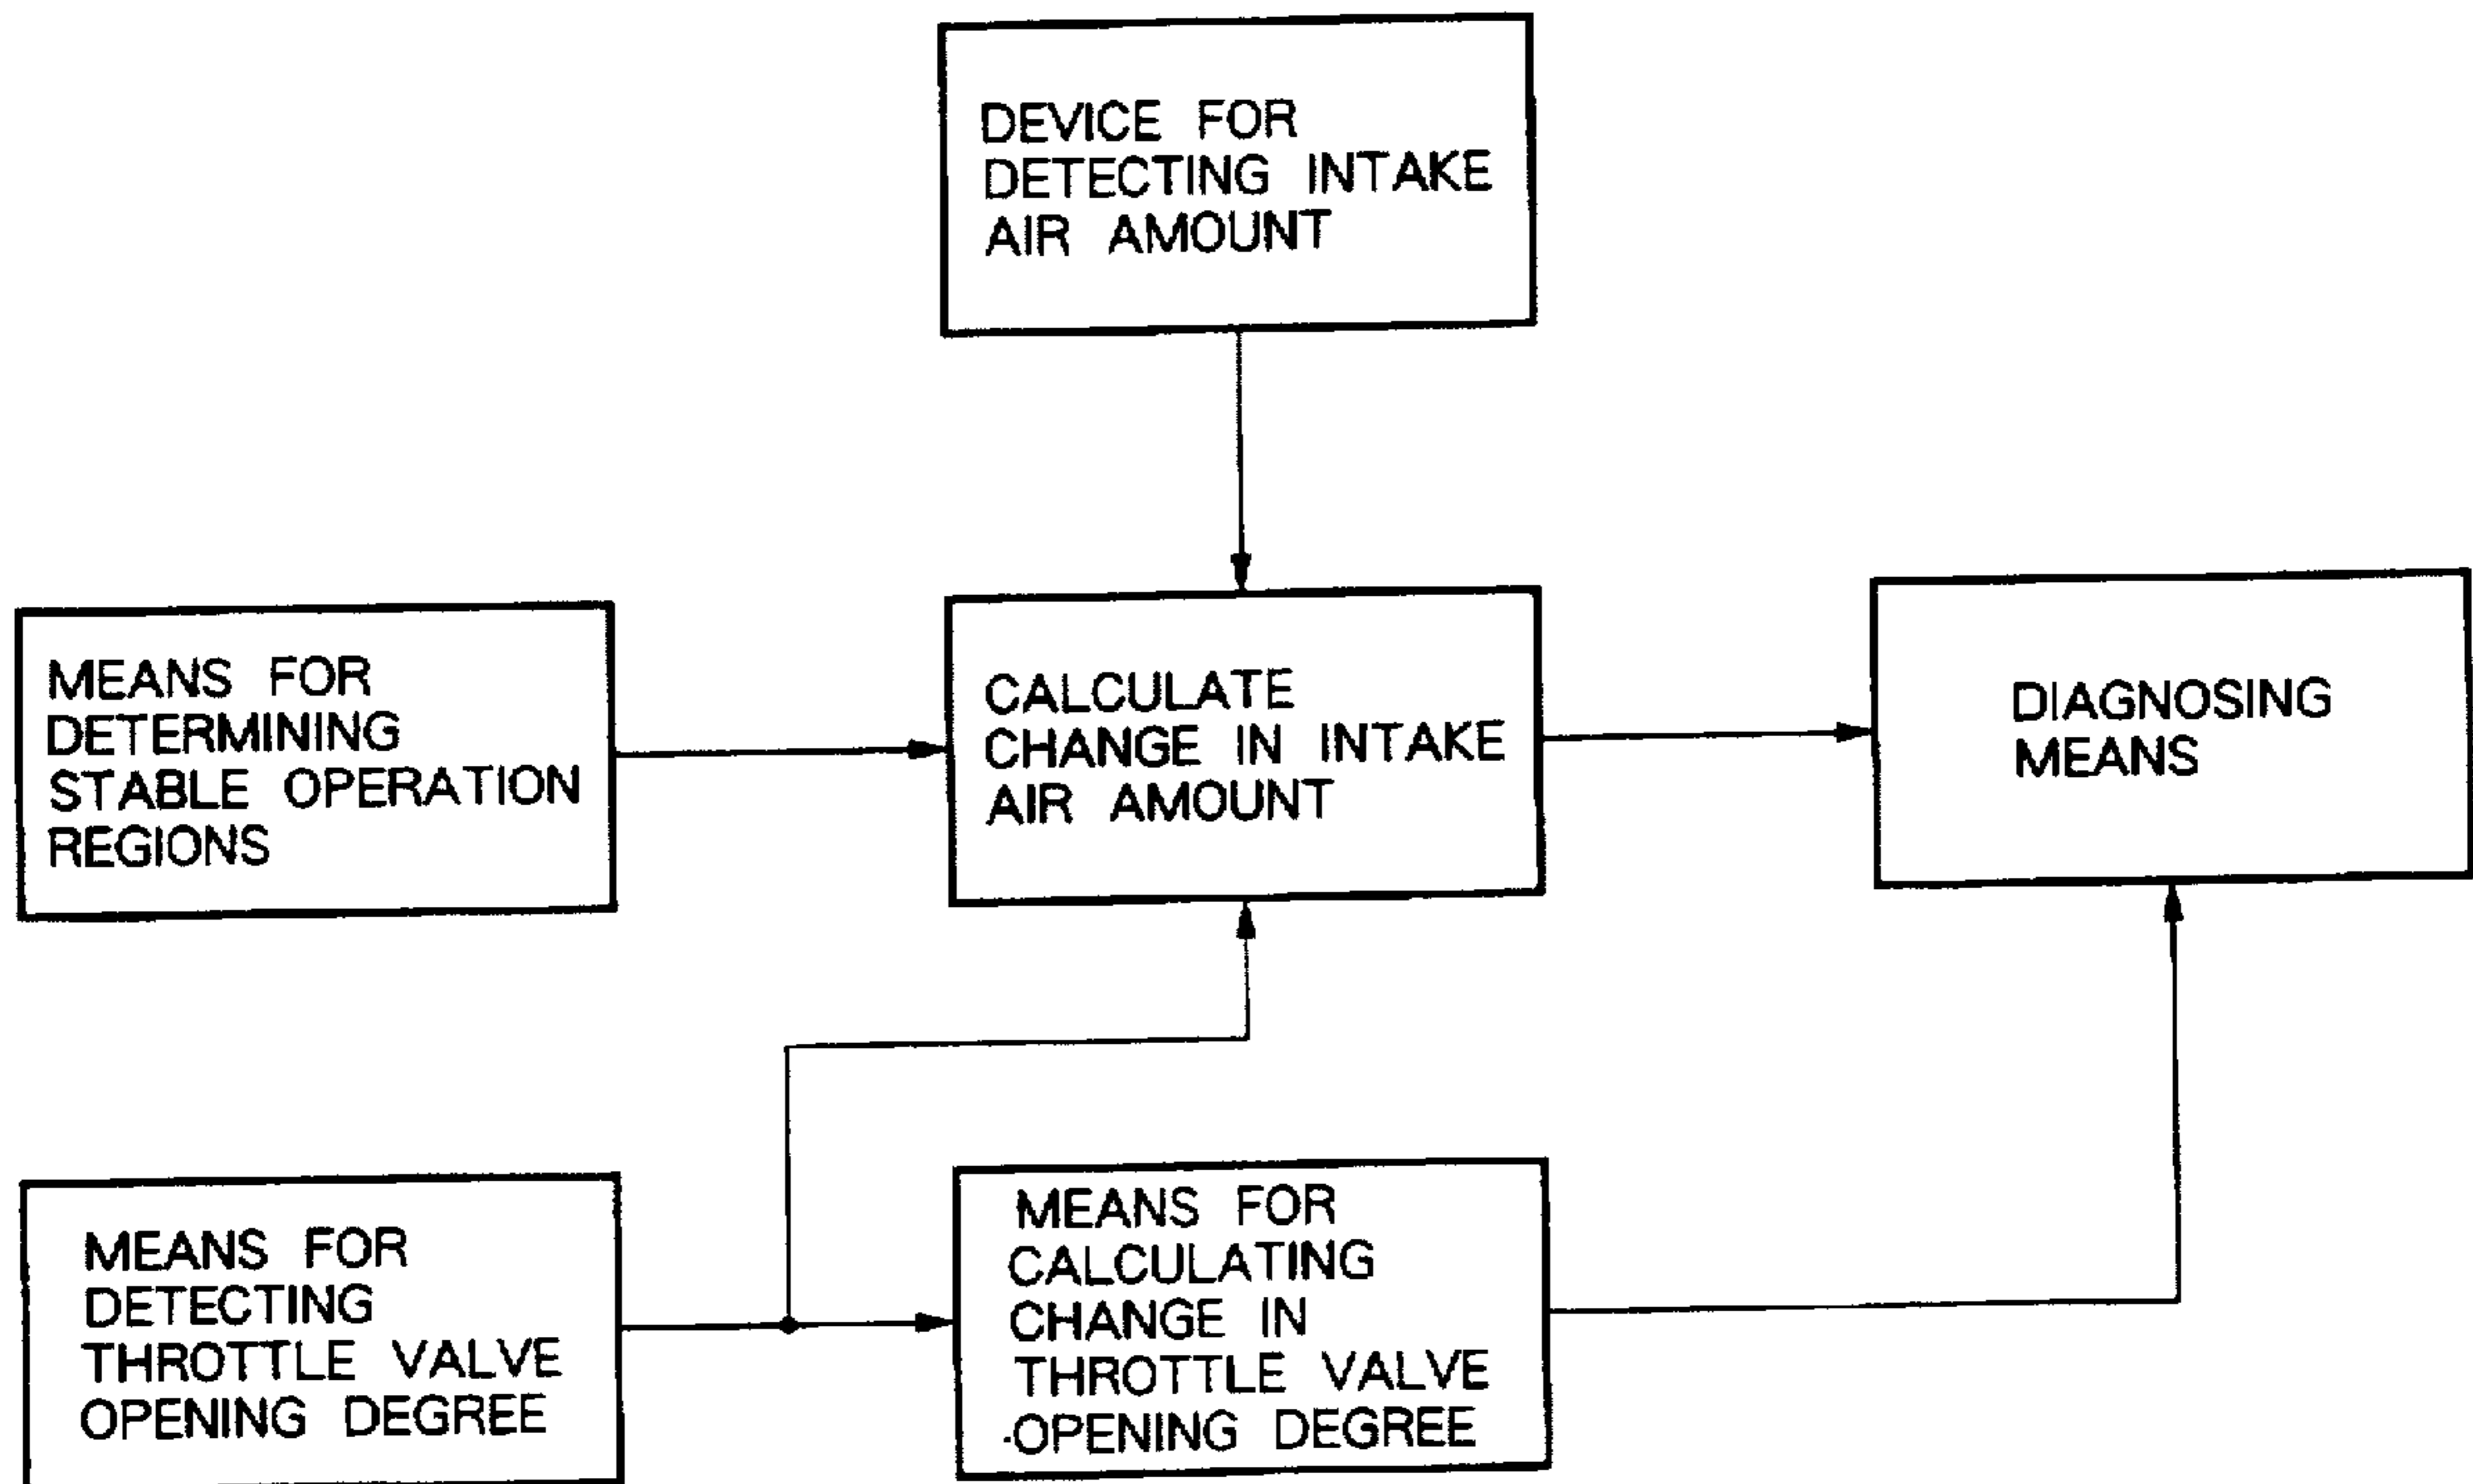 DEVICE FOR
DETECTING INTAKE
AIR AMOUNT
MEANS FOR
DETERMINING
STABLE OPERATION
REGIONS
CALCULATE
CHANGE IN INTAKE
AIR AMOUNT
DIAGNOSING
MEANS
MEANS FOR
DETECTING
THROTTLE VALVE
OPENING DEGREE
MEANS FOR
CALCULATING
CHANGE IN
THROTTLE VALVE
OPENING DEGREE